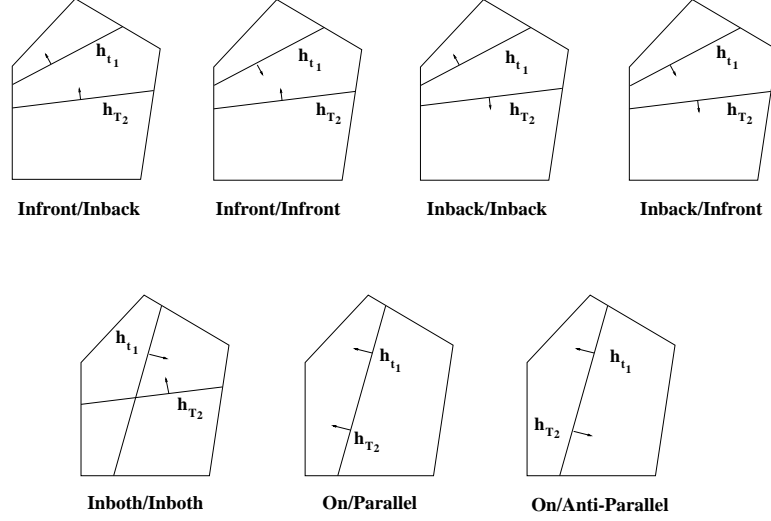 h_{t_1}
h_{T_2}
Infront/Inback
h_{t_1}
h_{T_2}
Infront/Infront
h_{t_1}
h_{T_2}
Inback/Inback
h_{t_1}
h_{T_2}
Inback/Infront
h_{t_1}
h_{T_2}
Inboth/Inboth
h_{t_1}
h_{T_2}
On/Parallel
h_{t_1}
h_{T_2}
On/Anti-Parallel